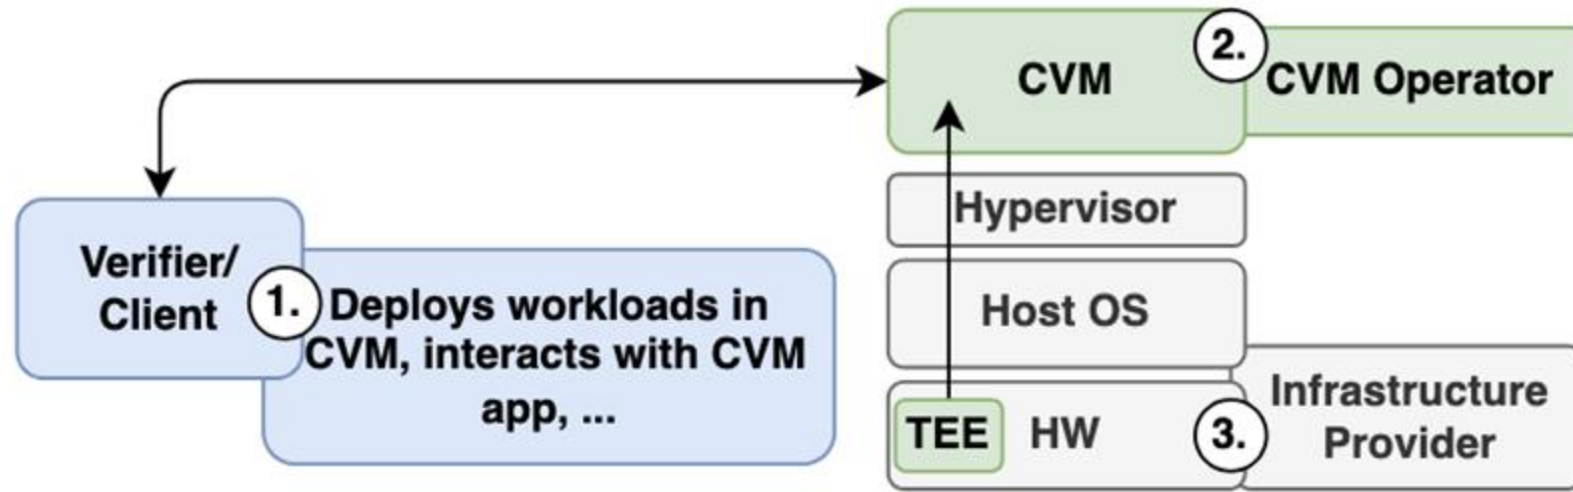 Verifier/
Client
1.
Deploys workloads in
CVM, interacts with CVM
app, ...
CVM
2.
CVM Operator
Hypervisor
Host OS
TEE
HW
3.
Infrastructure
Provider